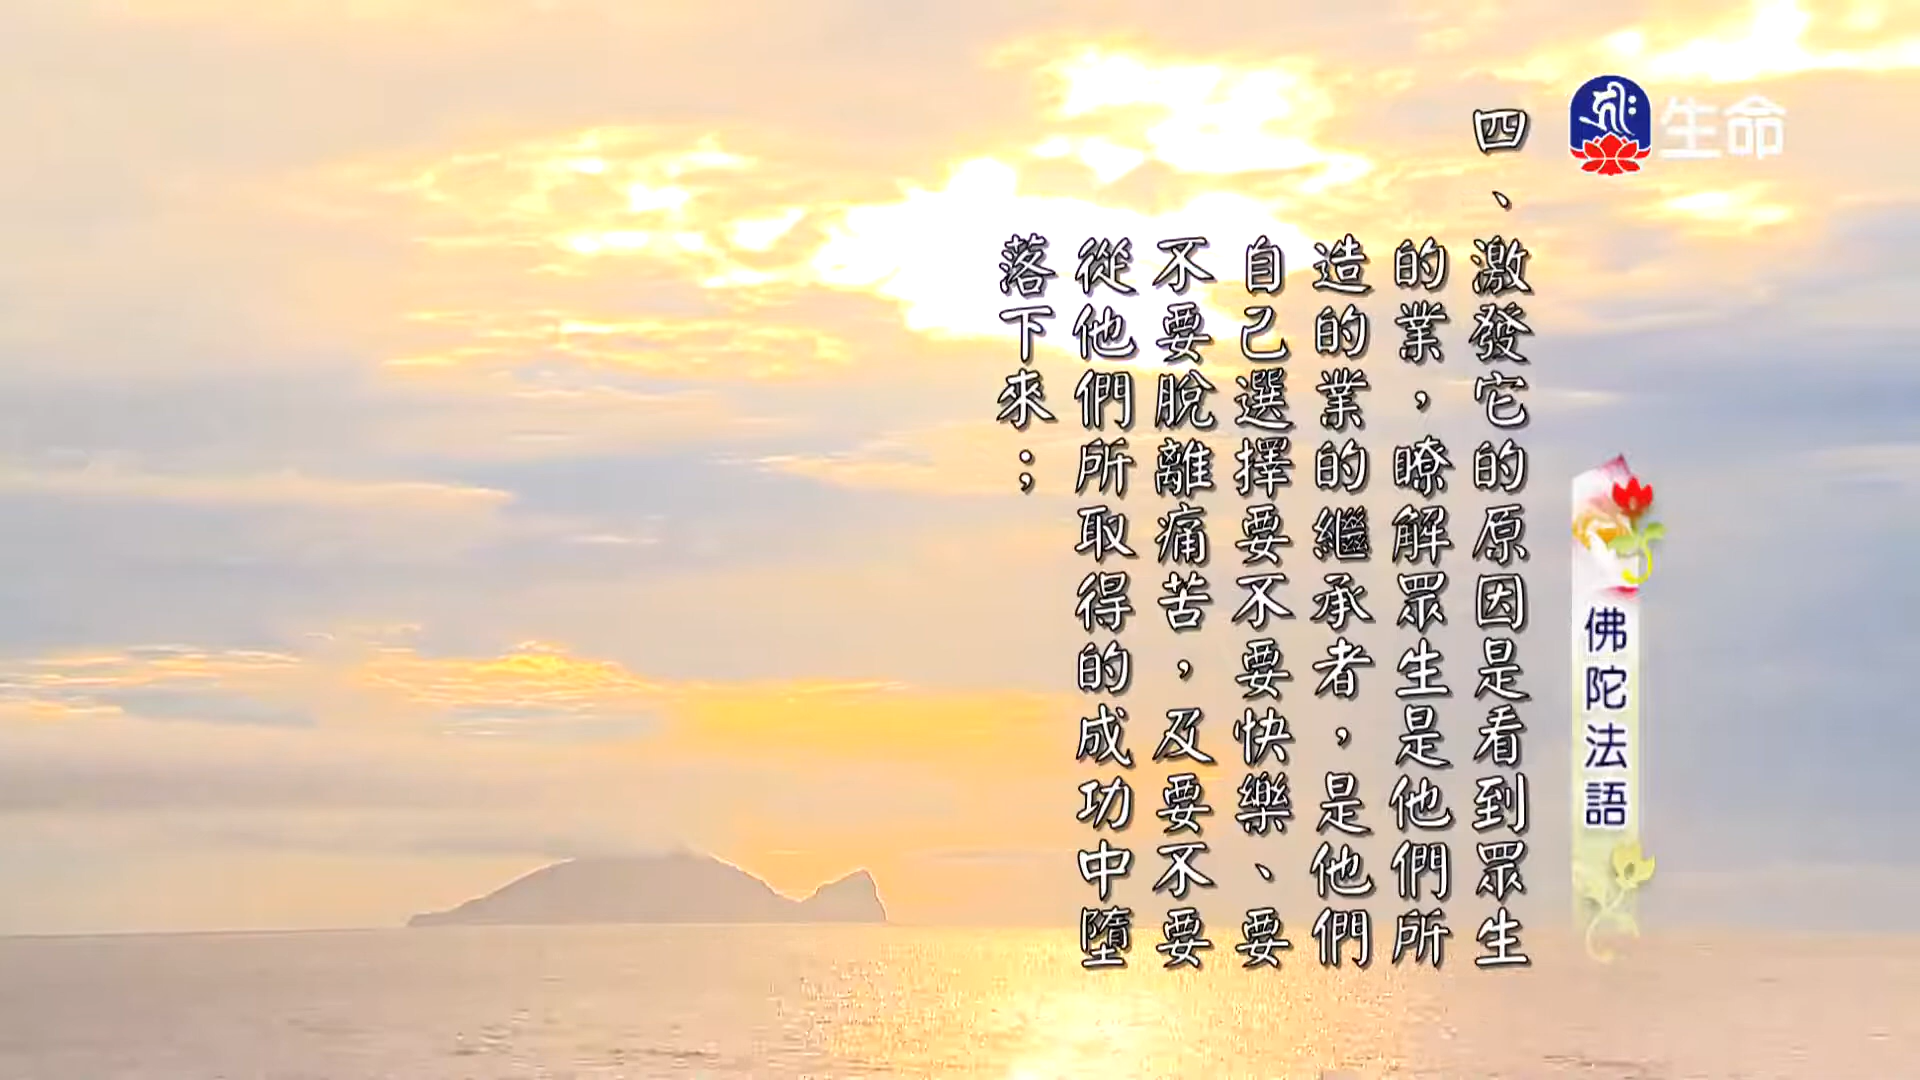 四、激發它的原因是看到眾生
的業，瞭解眾生是他們所
造的業的繼承者，是他們
自己選擇要不要快樂、要
不要脫離痛苦，及要不要
從他們所取得的成功中墮
落下來；
生命
佛陀法語